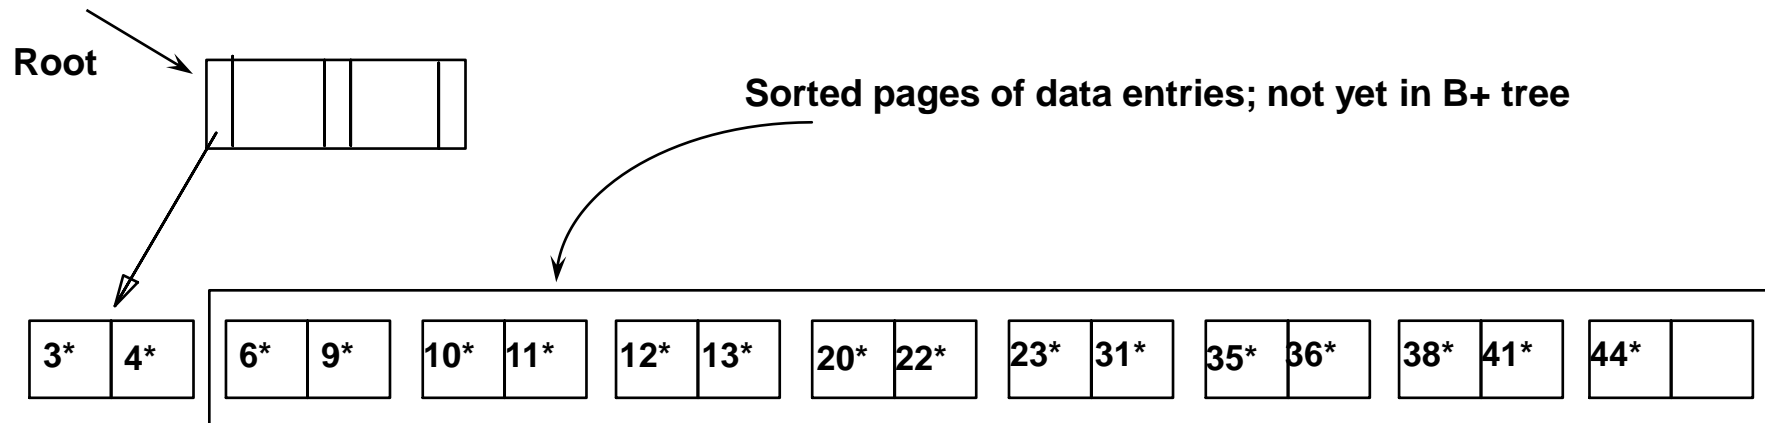 Root
Sorted pages of data entries; not yet in B+ tree
3* 4* 6* 9* 10* 11* 12* 13* 20* 22* 23* 31* 35* 36* 38* 41* 44*